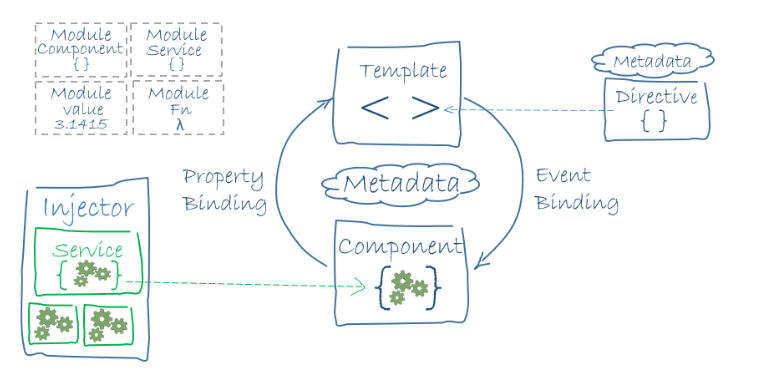 Module
Component
{ }
Module
Service
{ }
Module
value
3.1415
Module
Fn
λ
Template
< >
Metadata
Directive
{ }
Property
Binding
Metadata
Event
Binding
Injector
Service
{ }
Component
{ }